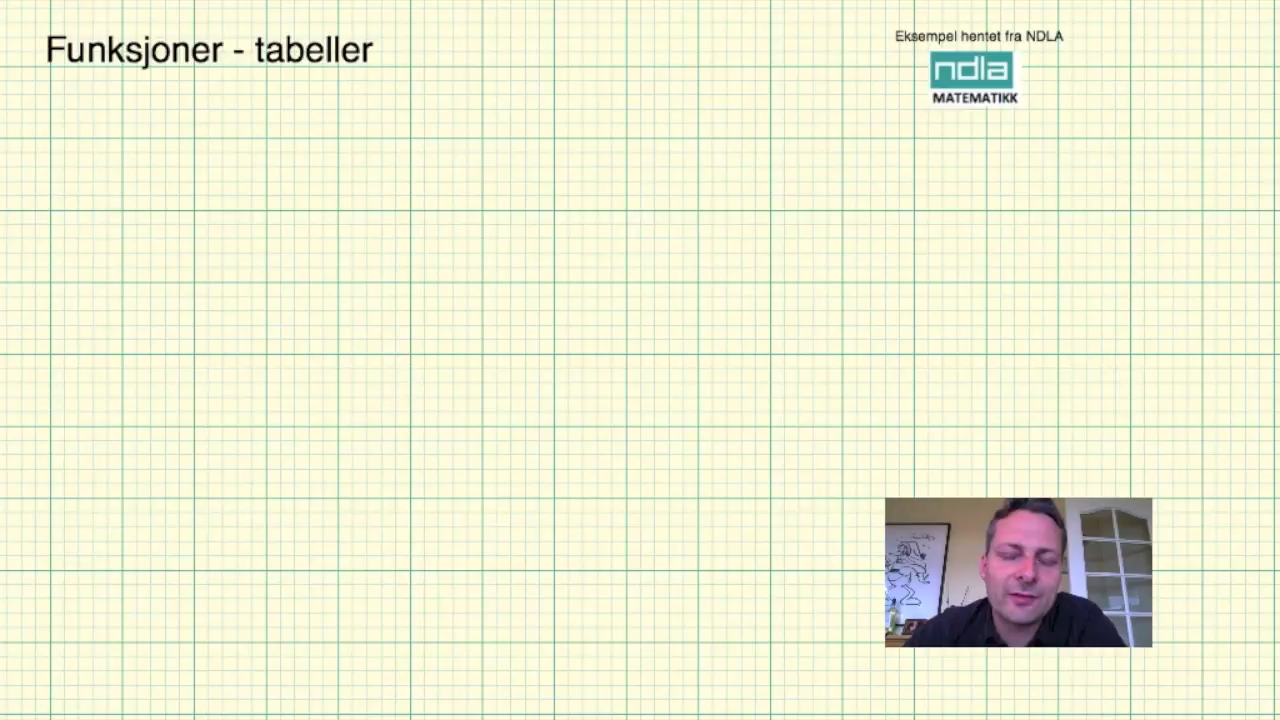 Funksjoner - tabeller
Eksempel hentet fra NDLA
ndla
MATEMATIKK